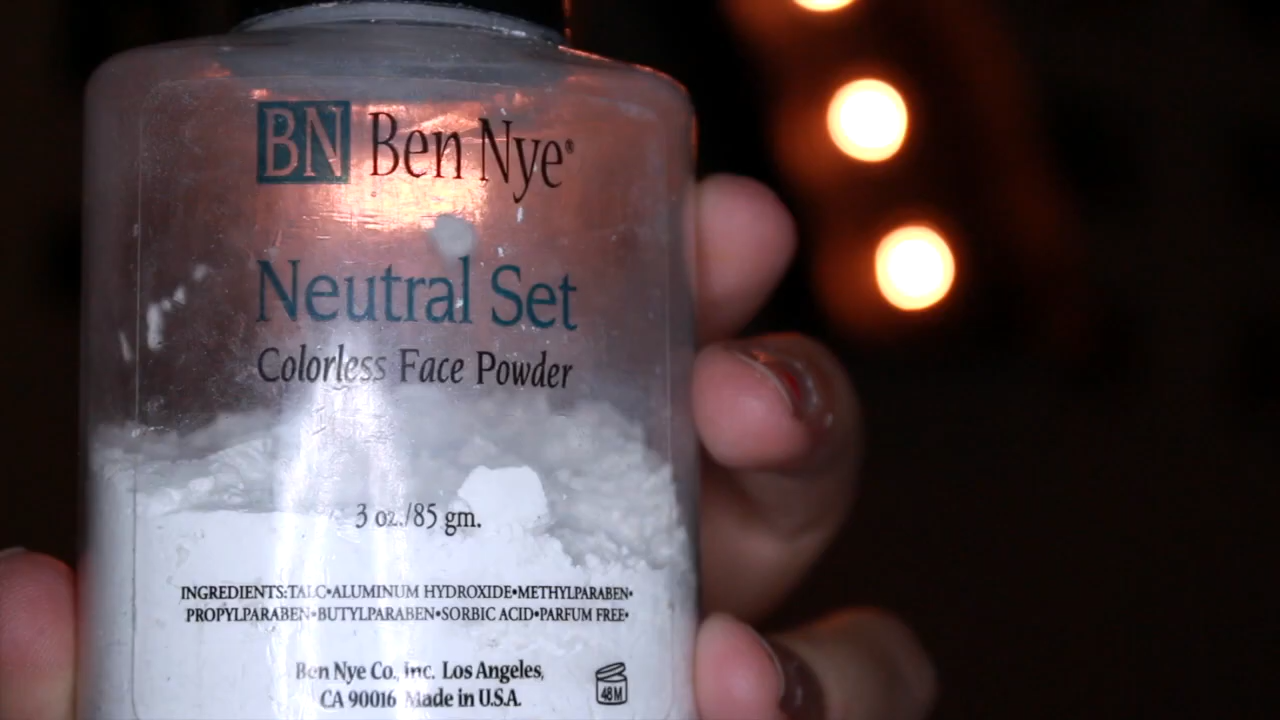 BN Ben Nye®
Neutral Set
Colorless Face Powder
3 oz./85 gm.
INGREDIENTS:TALC•ALUMINUM HYDROXIDE•METHYLPARABEN•
PROPYLPARABEN•BUTYLPARABEN•SORBIC ACID•PARFUM FREE•
Ben Nye Co., Inc. Los Angeles,
CA 90016 Made in U.S.A.
48M